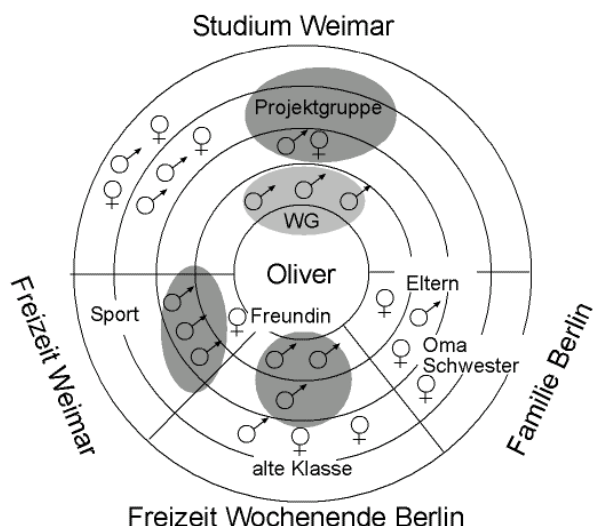 Studium Weimar
Projektgruppe
WG
Oliver
Eltern
Sport
Freundin
Oma
Schwester
Freizeit Weimar
Familie Berlin
alte Klasse
Freizeit Wochenende Berlin